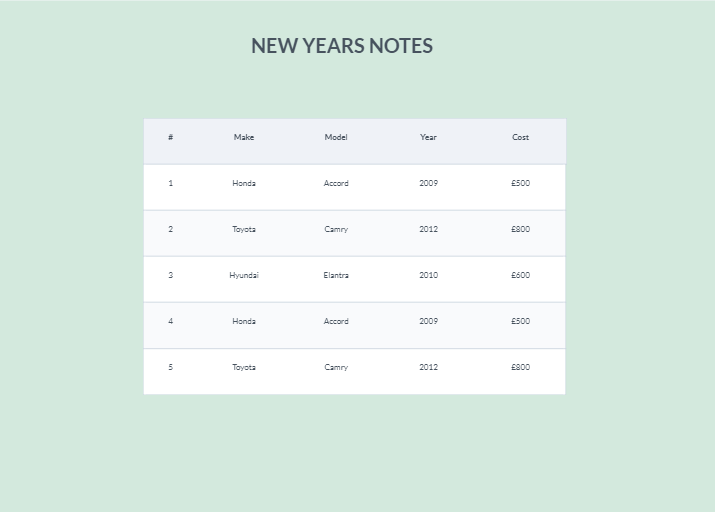 NEW YEARS NOTES
# Make Model Year Cost
1 Honda Accord 2009 £500
2 Toyota Camry 2012 £800
3 Hyundai Elantra 2010 £600
4 Honda Accord 2009 £500
5 Toyota Camry 2012 £800